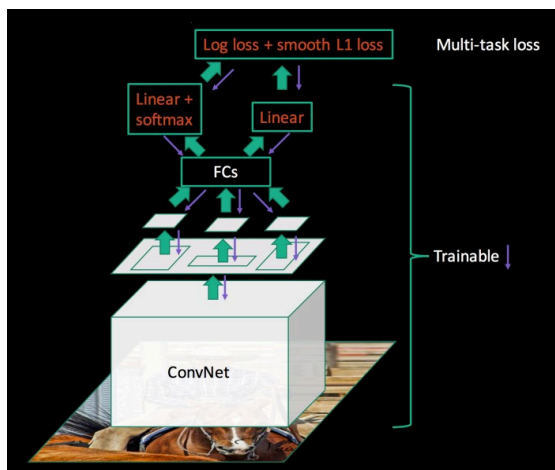 Log loss + smooth L1 loss
Multi-task loss
Linear +
softmax
Linear
FCs
Trainable
ConvNet